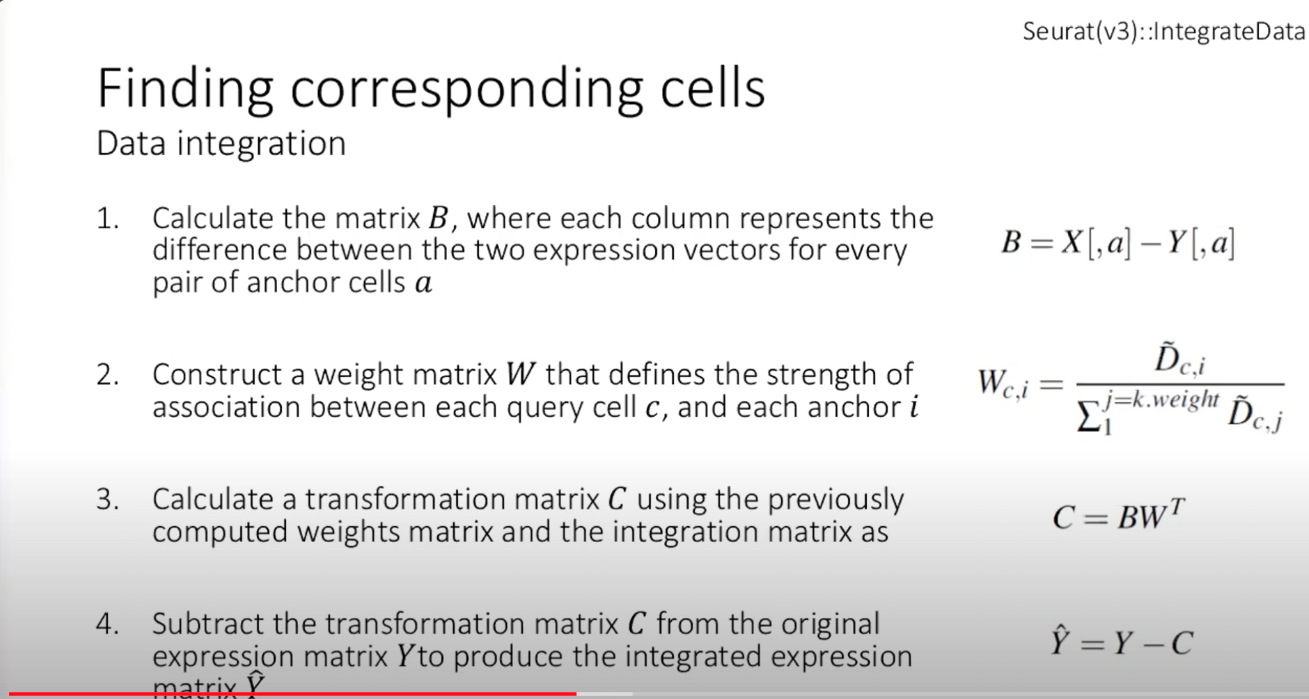 Seurat(v3)::IntegrateData
Finding corresponding cells
Data integration
1. Calculate the matrix B, where each column represents the
difference between the two expression vectors for every
pair of anchor cells a
B = X[,a] − Y[,a]
2. Construct a weight matrix W that defines the strength of
association between each query cell c, and each anchor i
W_{c,i} = \frac{\tilde{D}_{c,i}}{\sum_{1}^{j=k.weight} \tilde{D}_{c,j}}
3. Calculate a transformation matrix C using the previously
computed weights matrix and the integration matrix as
C = BW^T
4. Subtract the transformation matrix C from the original
expression matrix Y to produce the integrated expression
matrix Ŷ
Ŷ = Y − C